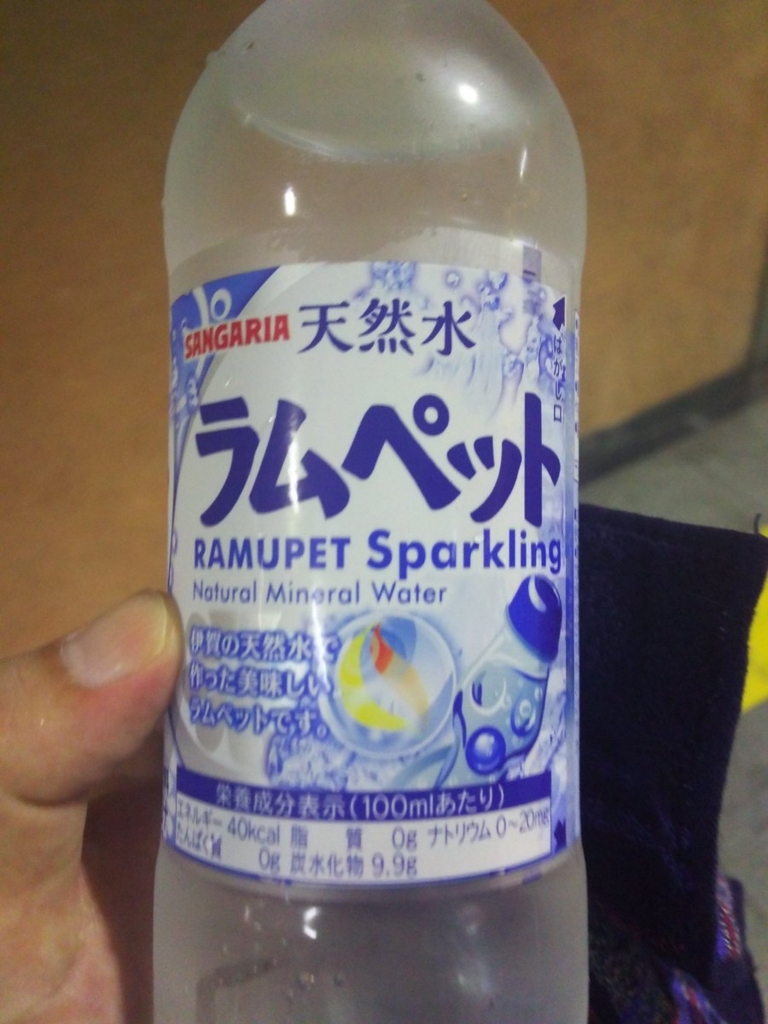 SANGARIA 天然水
はがし口
ラムペット
RAMUPET Sparkling
Natural Mineral Water
伊賀の天然水で
作った美味しい
ラムペットです。
栄養成分表示(100mlあたり)
エネルギー 40kcal 脂 質 0g ナトリウム 0~20mg
たんぱく質 0g 炭水化物 9.9g